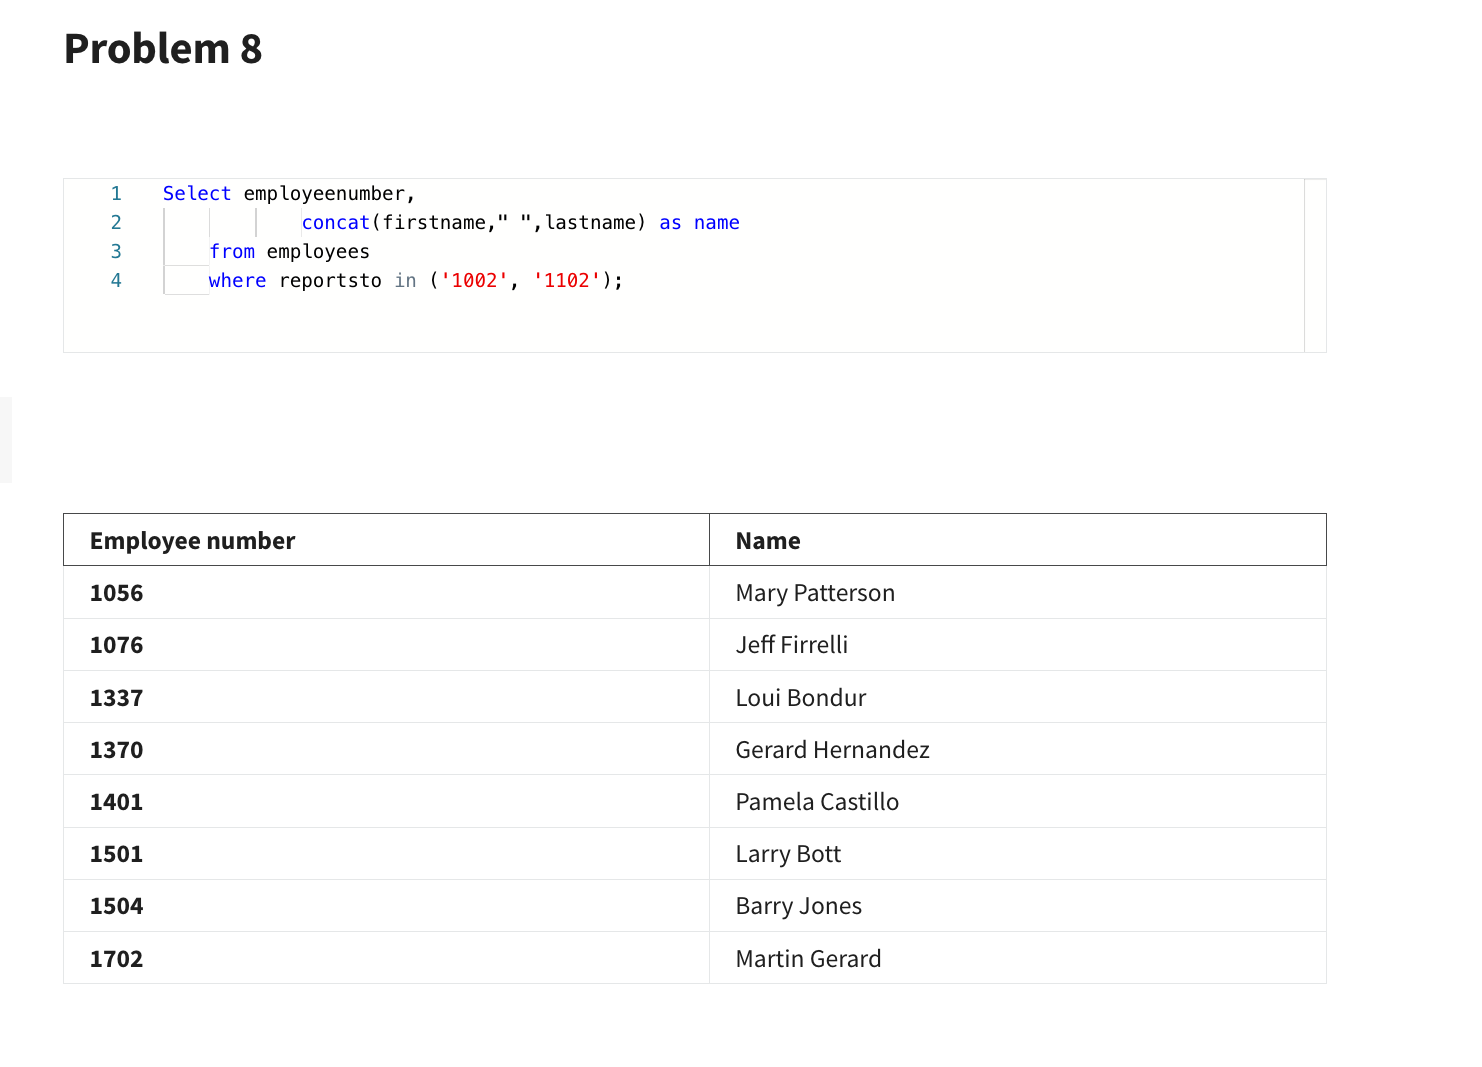 Problem 8
1 Select employeenumber,
2 concat(firstname," ",lastname) as name
3 from employees
4 where reportsto in ('1002', '1102');
Employee number Name
1056 Mary Patterson
1076 Jeff Firrelli
1337 Loui Bondur
1370 Gerard Hernandez
1401 Pamela Castillo
1501 Larry Bott
1504 Barry Jones
1702 Martin Gerard